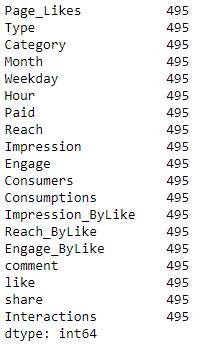 Page_Likes 495
Type 495
Category 495
Month 495
Weekday 495
Hour 495
Paid 495
Reach 495
Impression 495
Engage 495
Consumers 495
Consumptions 495
Impression_ByLike 495
Reach_ByLike 495
Engage_ByLike 495
comment 495
like 495
share 495
Interactions 495
dtype: int64